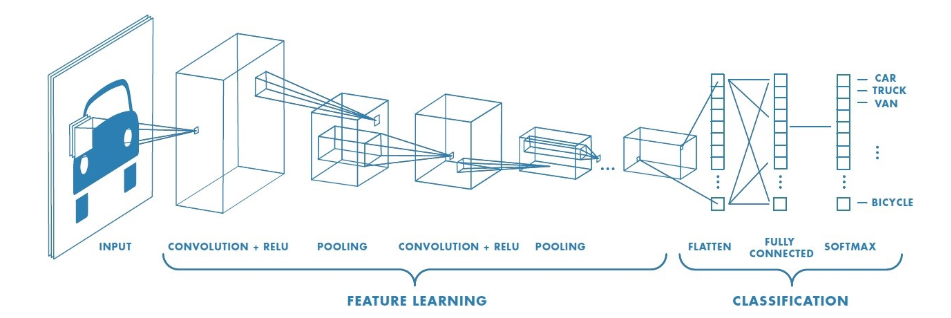 CAR
TRUCK
VAN
BICYCLE
INPUT
CONVOLUTION + RELU
POOLING
CONVOLUTION + RELU
POOLING
FLATTEN
FULLY
CONNECTED
SOFTMAX
FEATURE LEARNING
CLASSIFICATION